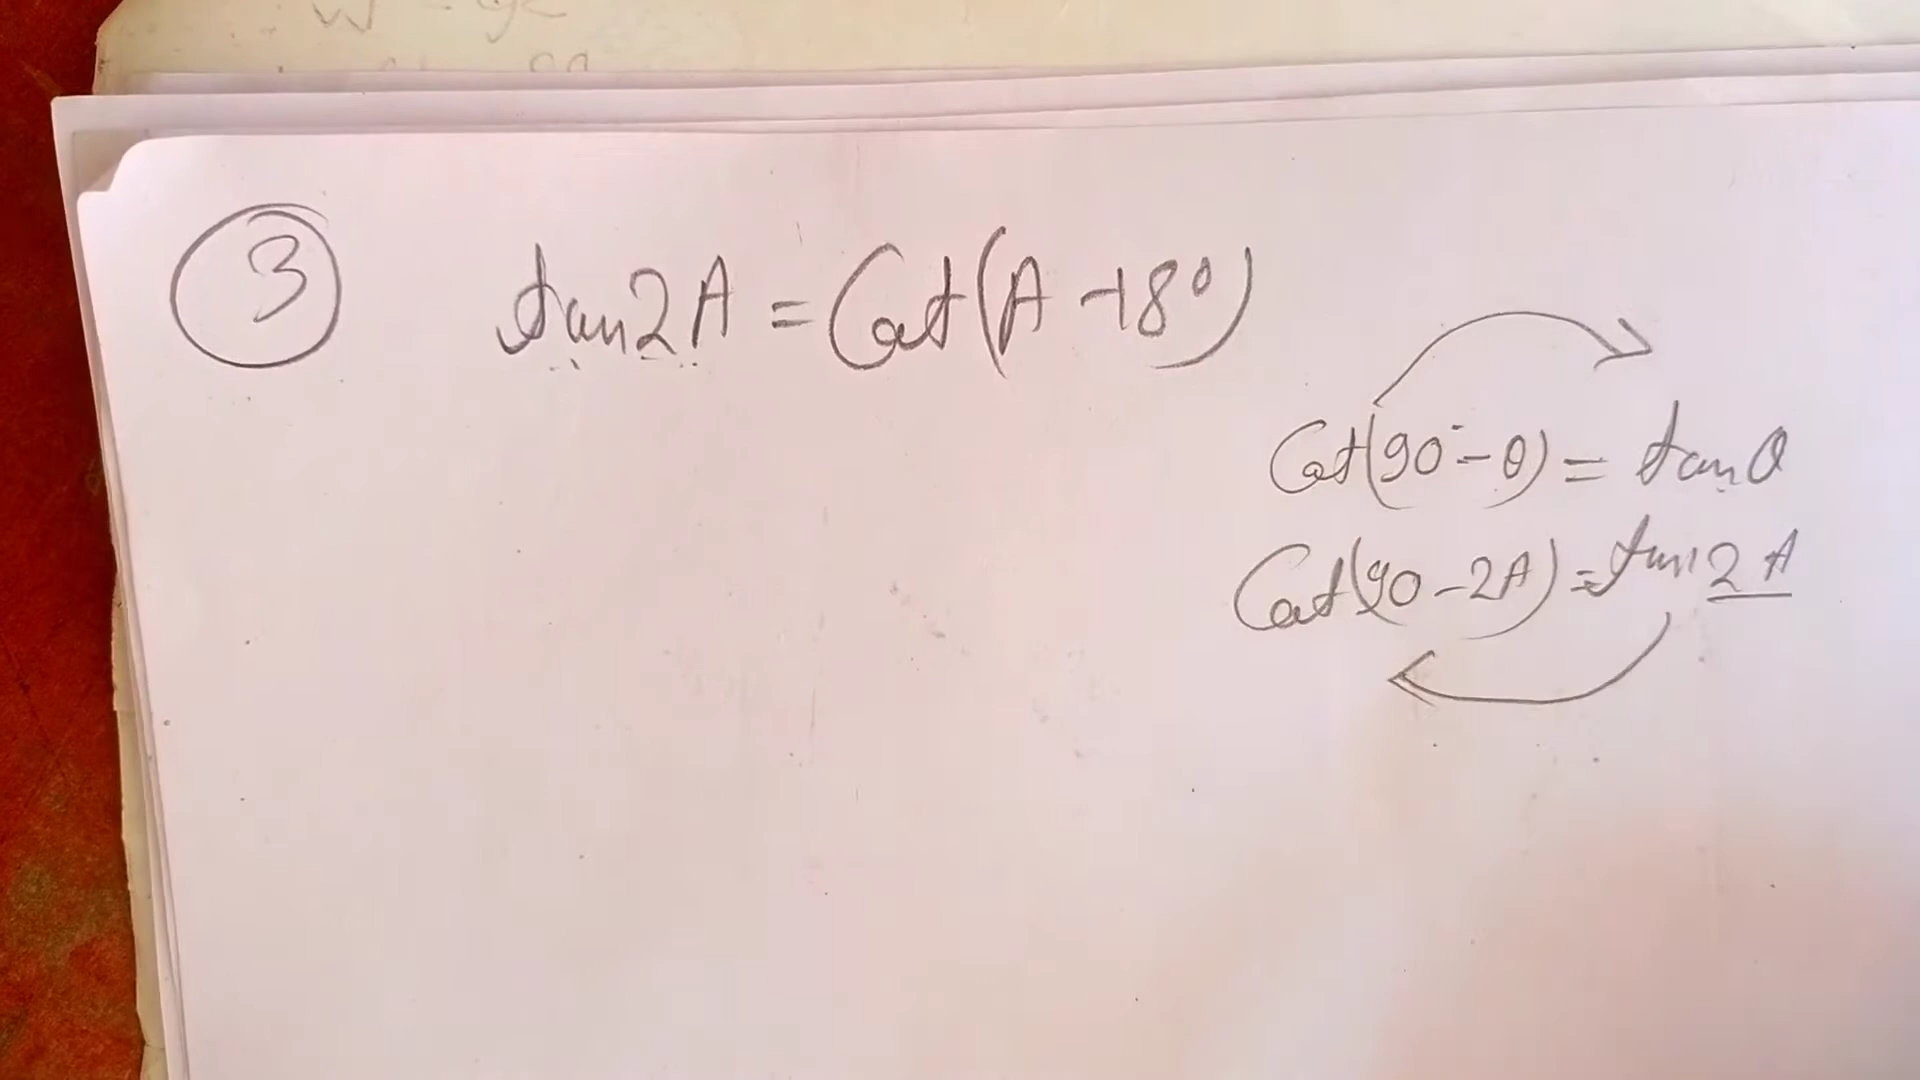 ③ tan2A = Cot(A-18°)
Cot(90°-θ) = tanθ
Cot(90-2A) = tan2A